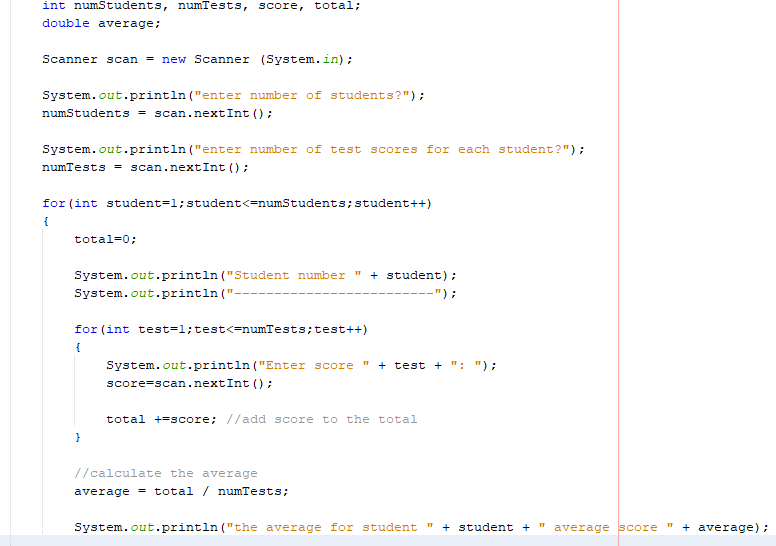 int numStudents, numTests, score, total;
double average;
Scanner scan = new Scanner (System.in);
System.out.println("enter number of students?");
numStudents = scan.nextInt();
System.out.println("enter number of test scores for each student?");
numTests = scan.nextInt();
for(int student=1;student<=numStudents;student++)
{
total=0;
System.out.println("Student number " + student);
System.out.println("-------------------------");
for(int test=1;test<=numTests;test++)
{
System.out.println("Enter score " + test + ": ");
score=scan.nextInt();
total +=score; //add score to the total
}
//calculate the average
average = total / numTests;
System.out.println("the average for student " + student + " average score " + average);